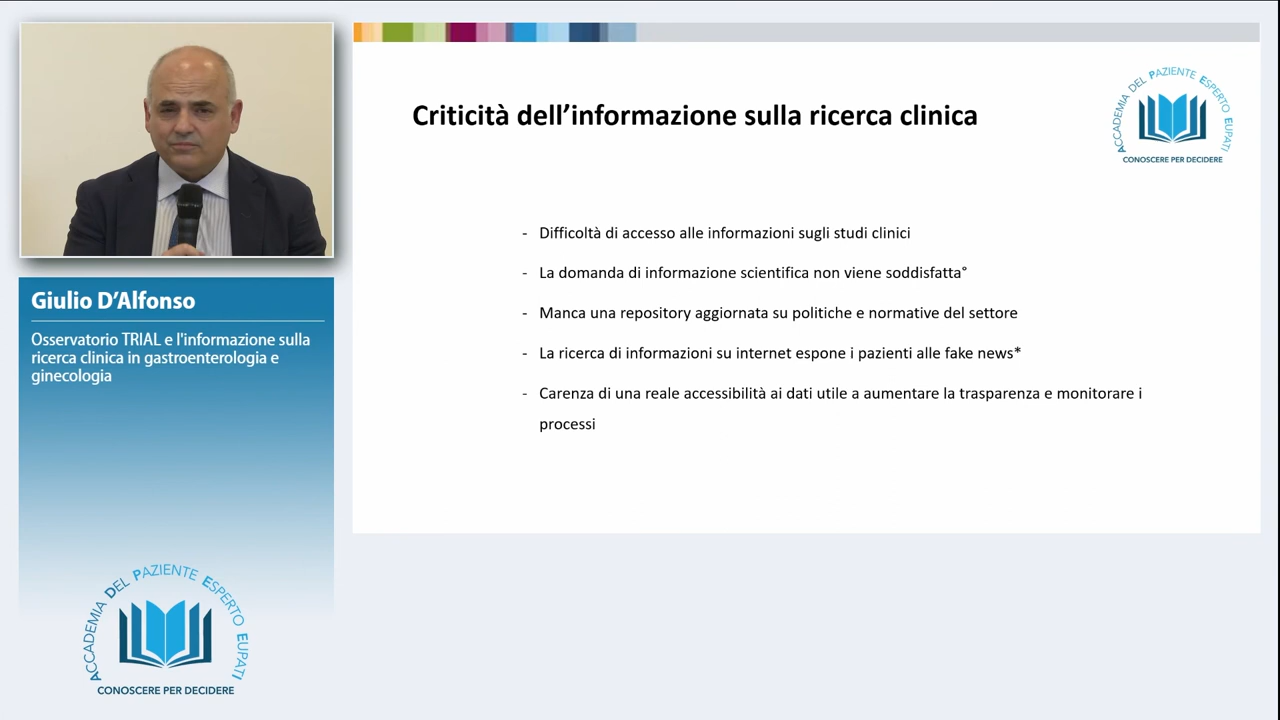 Giulio D'Alfonso
Osservatorio TRIAL e l'informazione sulla
ricerca clinica in gastroenterologia e
ginecologia
ACCADEMIA DEL PAZIENTE ESPERTO EUPATI
CONOSCERE PER DECIDERE
Criticità dell’informazione sulla ricerca clinica
ACCADEMIA DEL PAZIENTE ESPERTO EUPATI
CONOSCERE PER DECIDERE
- Difficoltà di accesso alle informazioni sugli studi clinici
- La domanda di informazione scientifica non viene soddisfatta°
- Manca una repository aggiornata su politiche e normative del settore
- La ricerca di informazioni su internet espone i pazienti alle fake news*
- Carenza di una reale accessibilità ai dati utile a aumentare la trasparenza e monitorare i
processi